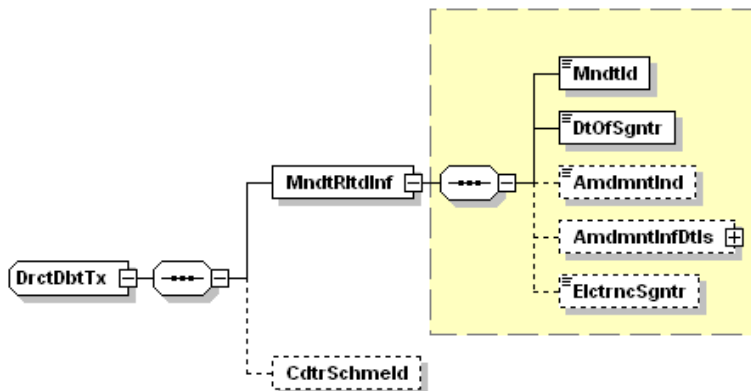 MndtId
DtOfSgntr
AmdmntInd
MndtRltdInf
AmdmntInfDtls
DrctDbtTx
ElctrncSgntr
CdtrSchmeId